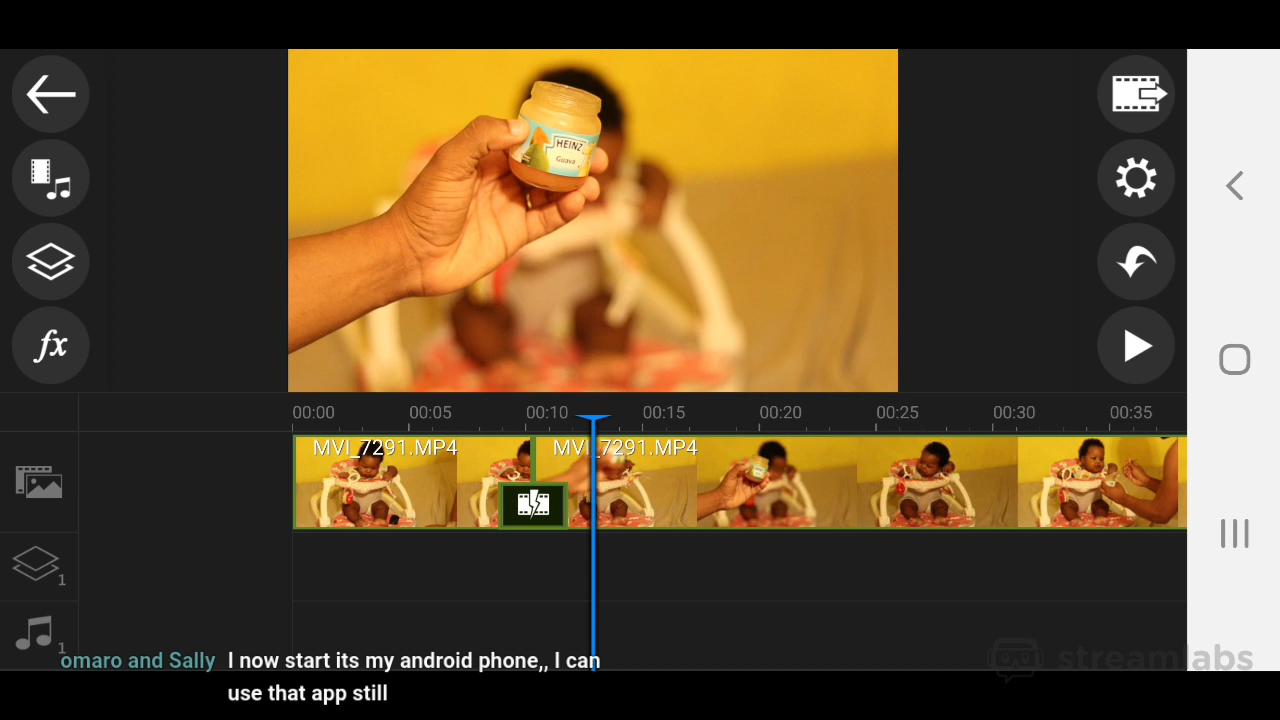 HEINZ
Guava
fx
00:00 00:05 00:10 00:15 00:20 00:25 00:30 00:35
MVI_7291.MP4 MVI_7291.MP4
1
1
omaro and Sally I now start its my android phone,, I can
use that app still
streamlabs